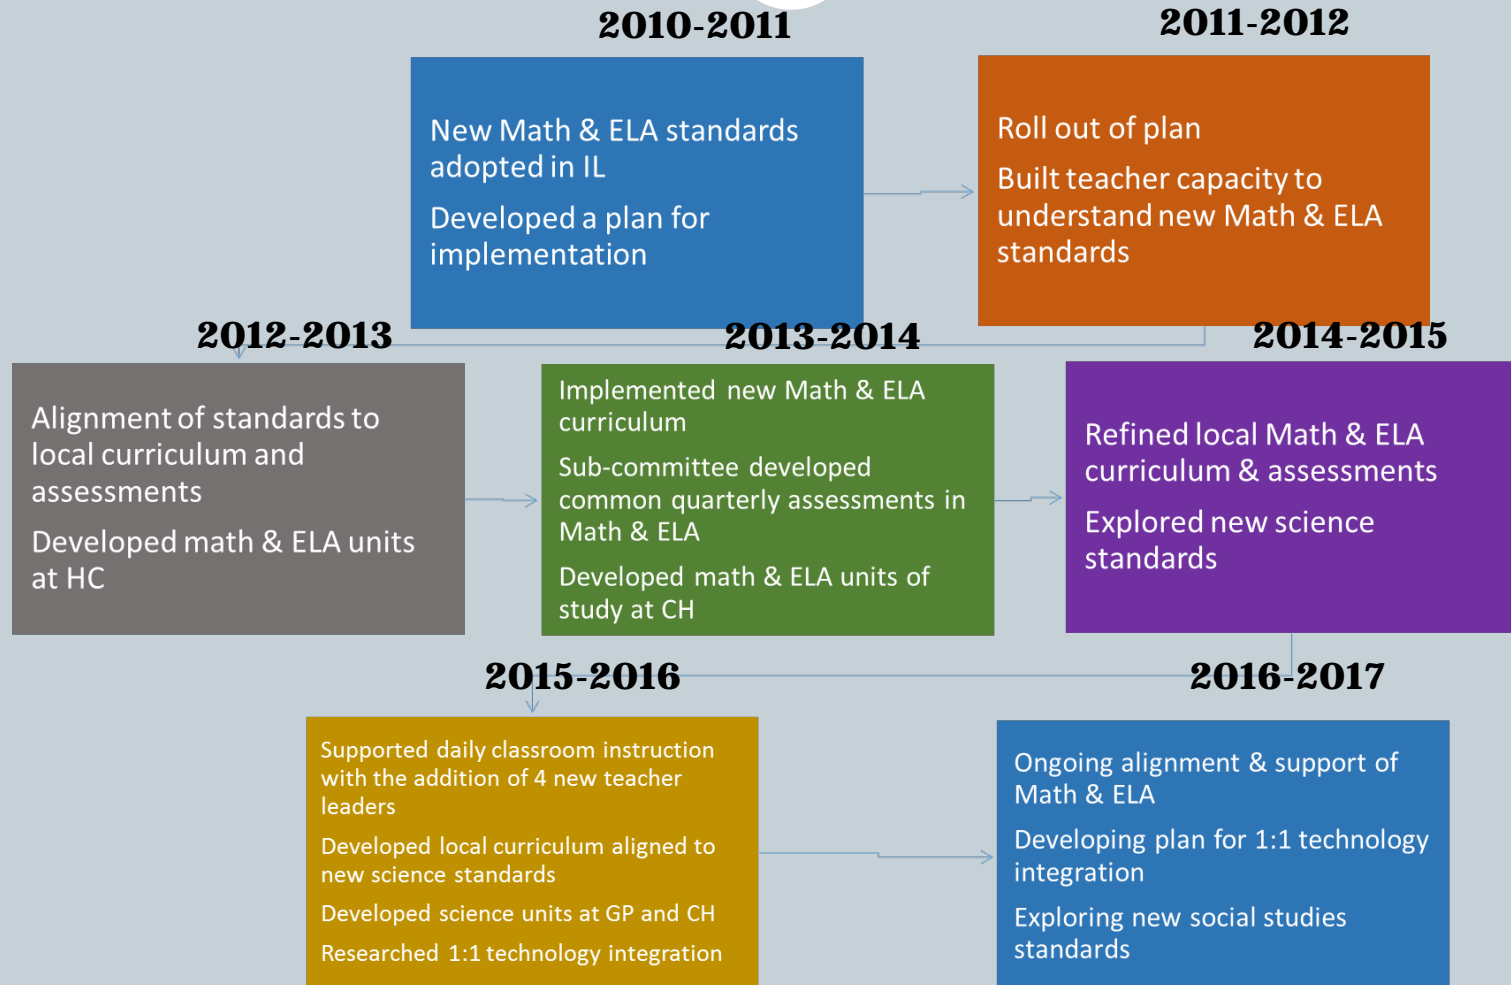 2010-2011
New Math & ELA standards
adopted in IL
Developed a plan for
implementation
2011-2012
Roll out of plan
Built teacher capacity to
understand new Math & ELA
standards
2012-2013
Alignment of standards to
local curriculum and
assessments
Developed math & ELA units
at HC
2013-2014
Implemented new Math & ELA
curriculum
Sub-committee developed
common quarterly assessments in
Math & ELA
Developed math & ELA units of
study at CH
2014-2015
Refined local Math & ELA
curriculum & assessments
Explored new science
standards
2015-2016
Supported daily classroom instruction
with the addition of 4 new teacher
leaders
Developed local curriculum aligned to
new science standards
Developed science units at GP and CH
Researched 1:1 technology integration
2016-2017
Ongoing alignment & support of
Math & ELA
Developing plan for 1:1 technology
integration
Exploring new social studies
standards